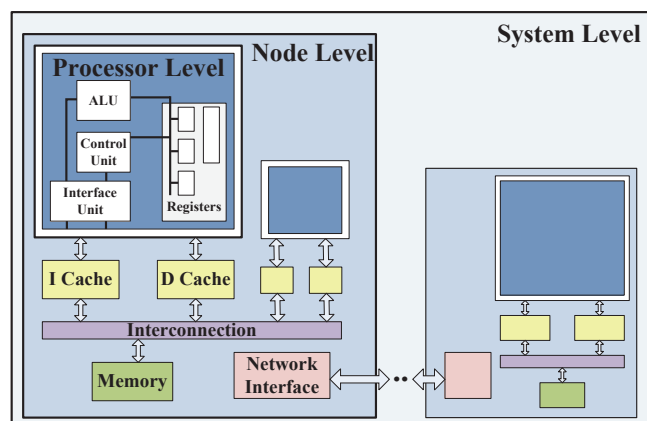 System Level
Node Level
Processor Level
ALU
Control
Unit
Interface
Unit
Registers
I Cache
D Cache
Interconnection
Memory
Network
Interface